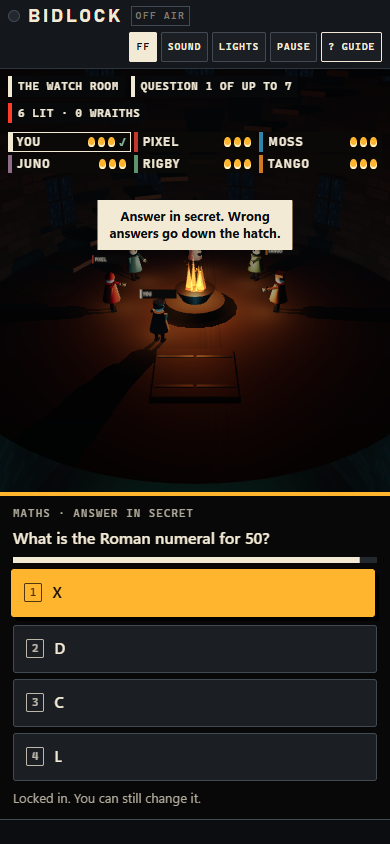 BIDLOCK OFF AIR
FF SOUND LIGHTS PAUSE ? GUIDE
THE WATCH ROOM QUESTION 1 OF UP TO 7
6 LIT · 0 WRAITHS
YOU ✓ PIXEL MOSS
JUNO RIGBY TANGO
Answer in secret. Wrong
answers go down the hatch.
PIXEL
MATHS · ANSWER IN SECRET
What is the Roman numeral for 50?
1 X
2 D
3 C
4 L
Locked in. You can still change it.